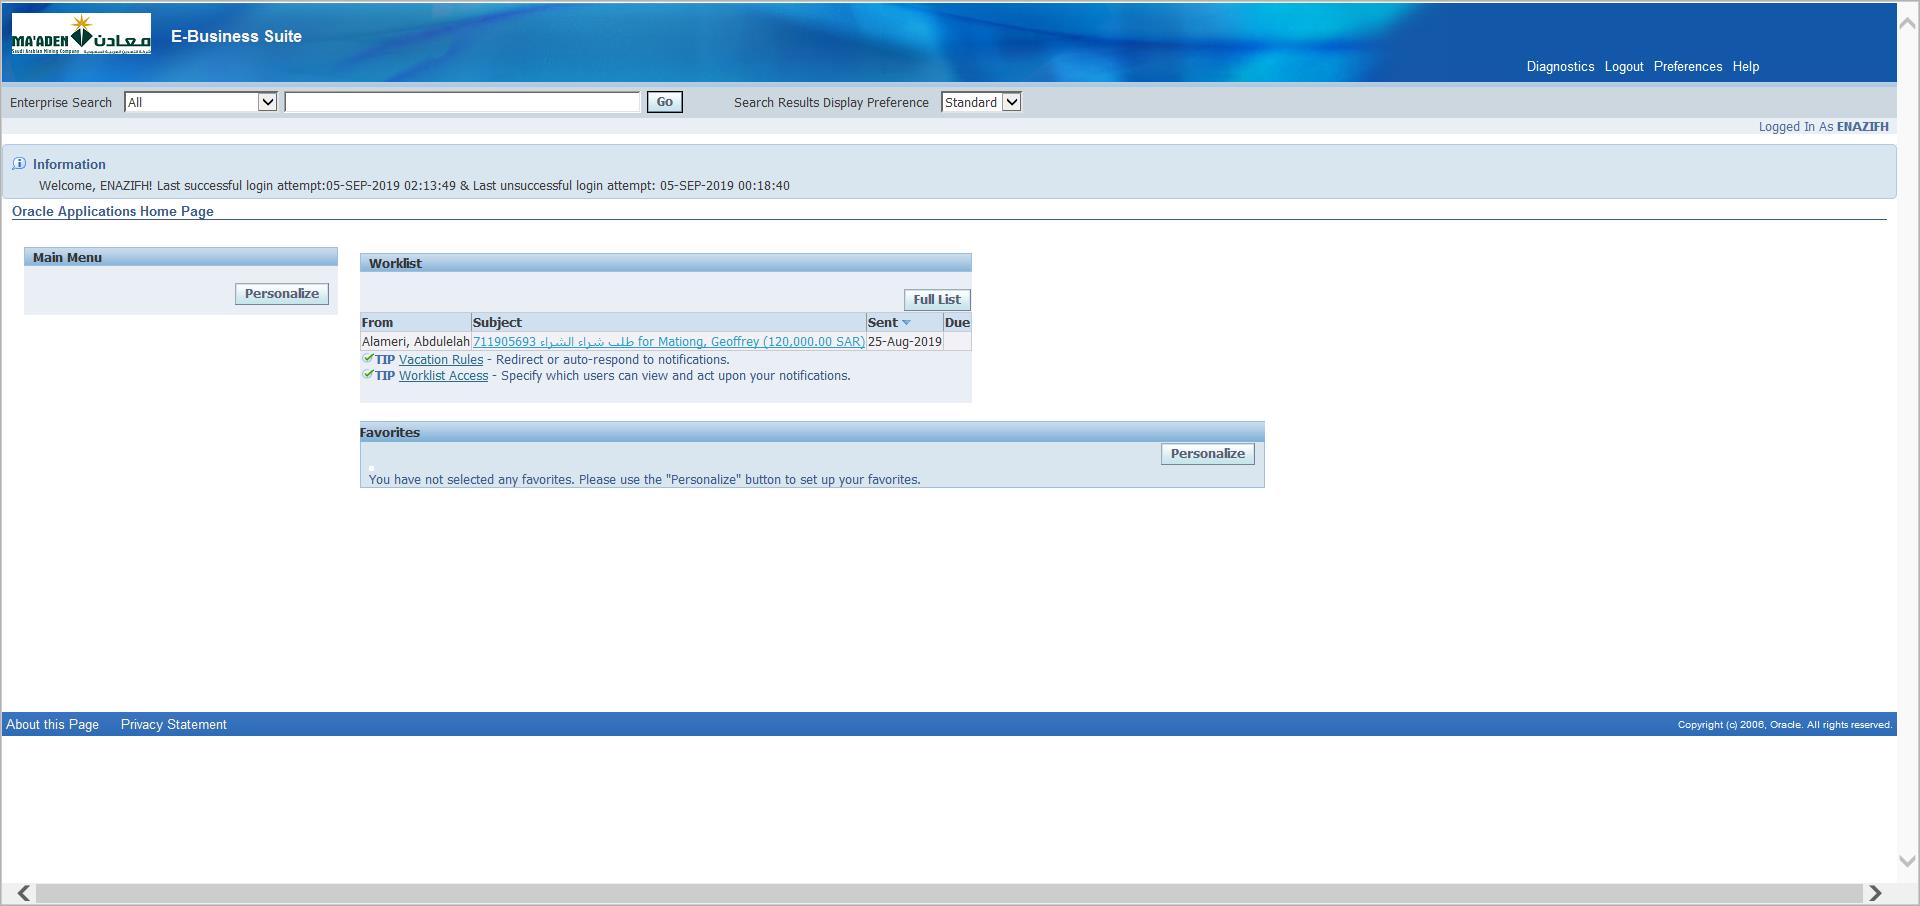 MA'ADEN معادن
Saudi Arabian Mining Company
E-Business Suite
Diagnostics Logout Preferences Help
Enterprise Search All Go Search Results Display Preference Standard
Logged In As ENAZIFH
Information
Welcome, ENAZIFH! Last successful login attempt:05-SEP-2019 02:13:49 & Last unsuccessful login attempt: 05-SEP-2019 00:18:40
Oracle Applications Home Page
Main Menu
Personalize
Worklist
Full List
From Subject Sent Due
Alameri, Abdulelah طلب شراء الشراء 711905693 for Mationg, Geoffrey (120,000.00 SAR) 25-Aug-2019
TIP Vacation Rules - Redirect or auto-respond to notifications.
TIP Worklist Access - Specify which users can view and act upon your notifications.
Favorites
Personalize
You have not selected any favorites. Please use the "Personalize" button to set up your favorites.
About this Page Privacy Statement Copyright (c) 2006, Oracle. All rights reserved.